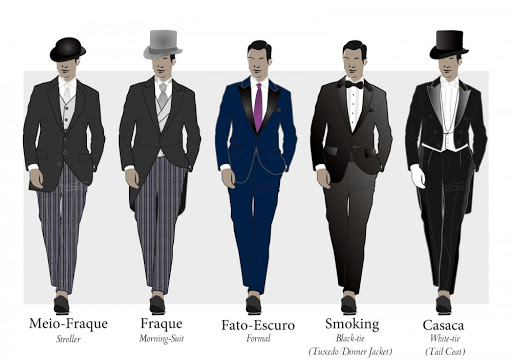 Meio-Fraque
Stroller
Fraque
Morning-Suit
Fato-Escuro
Formal
Smoking
Black-tie
(Tuxedo/Dinner Jacket)
Casaca
White-tie
(Tail Coat)